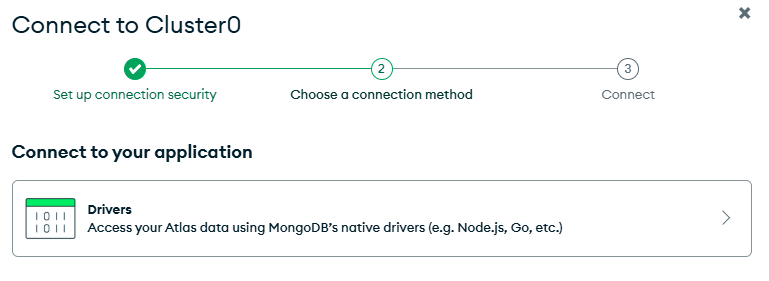 Connect to Cluster0
2
3
Set up connection security
Choose a connection method
Connect
Connect to your application
1011
1011
Drivers
Access your Atlas data using MongoDB's native drivers (e.g. Node.js, Go, etc.)